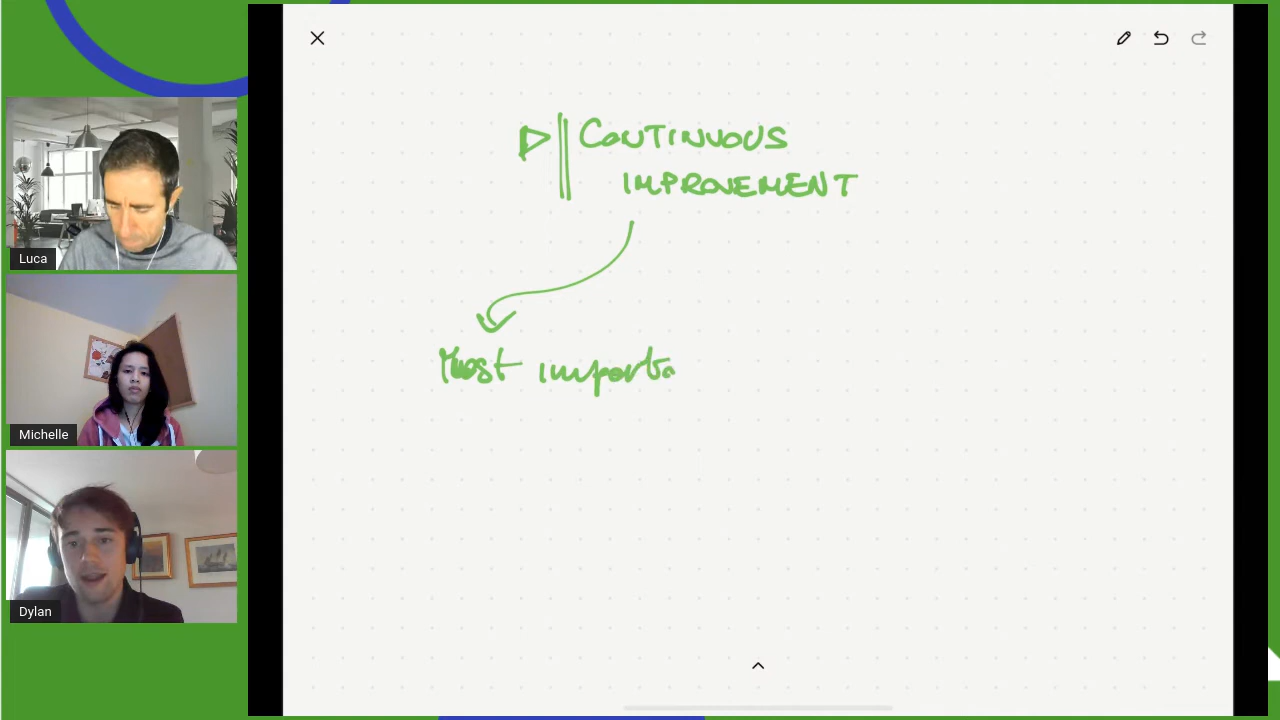 CONTINUOUS
IMPROVEMENT
Most importa
Luca
Michelle
Dylan